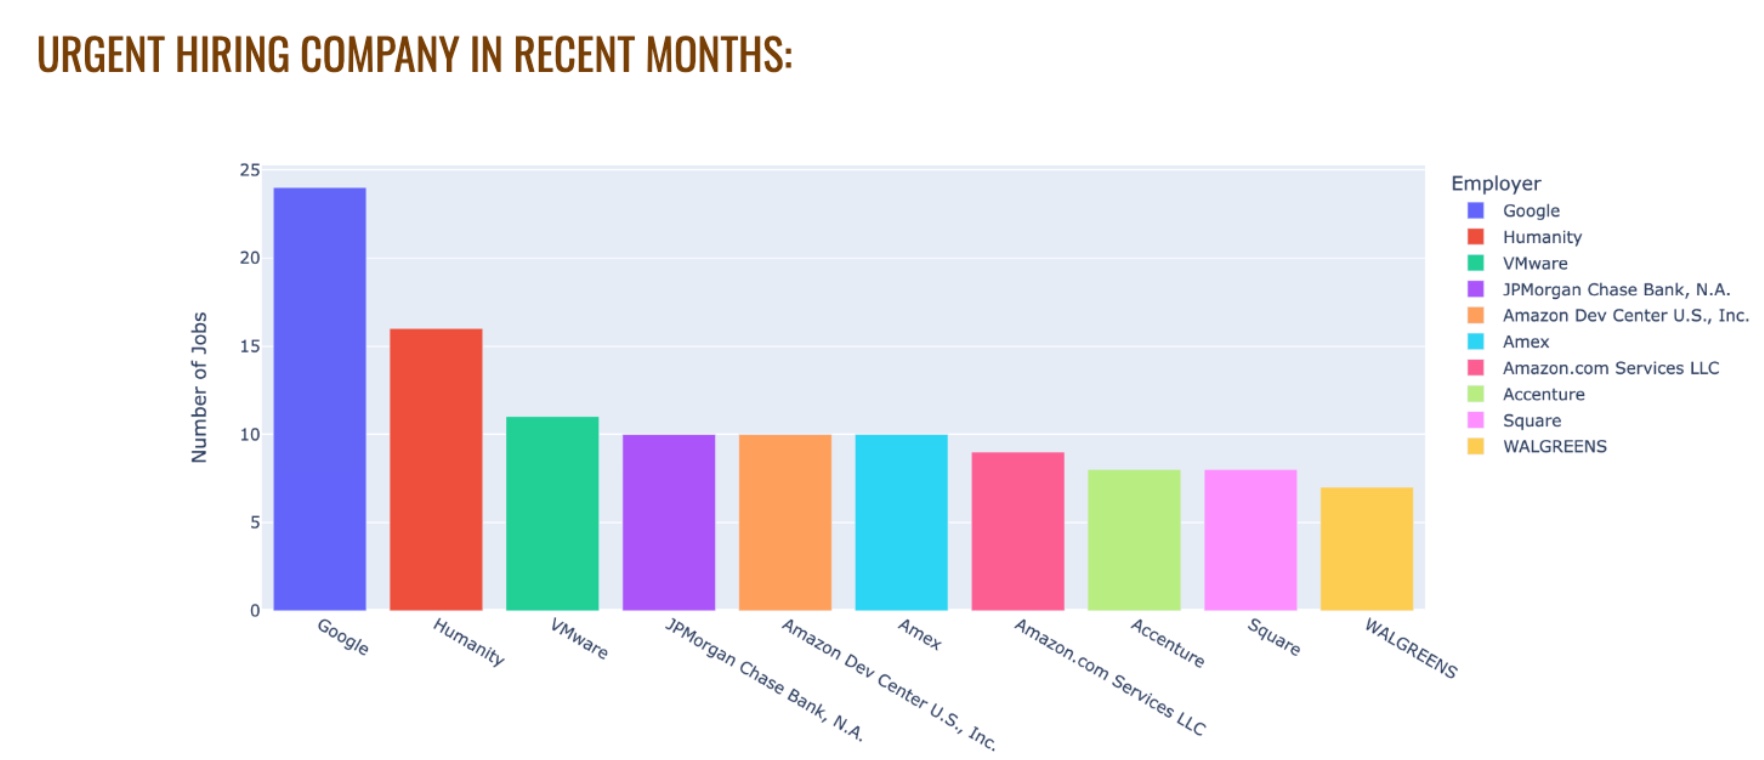 URGENT HIRING COMPANY IN RECENT MONTHS:
25
20
15
10
5
0
Number of Jobs
Google
Humanity
VMware
JPMorgan Chase Bank, N.A.
Amazon Dev Center U.S., Inc.
Amex
Amazon.com Services LLC
Accenture
Square
WALGREENS
Employer
Google
Humanity
VMware
JPMorgan Chase Bank, N.A.
Amazon Dev Center U.S., Inc.
Amex
Amazon.com Services LLC
Accenture
Square
WALGREENS